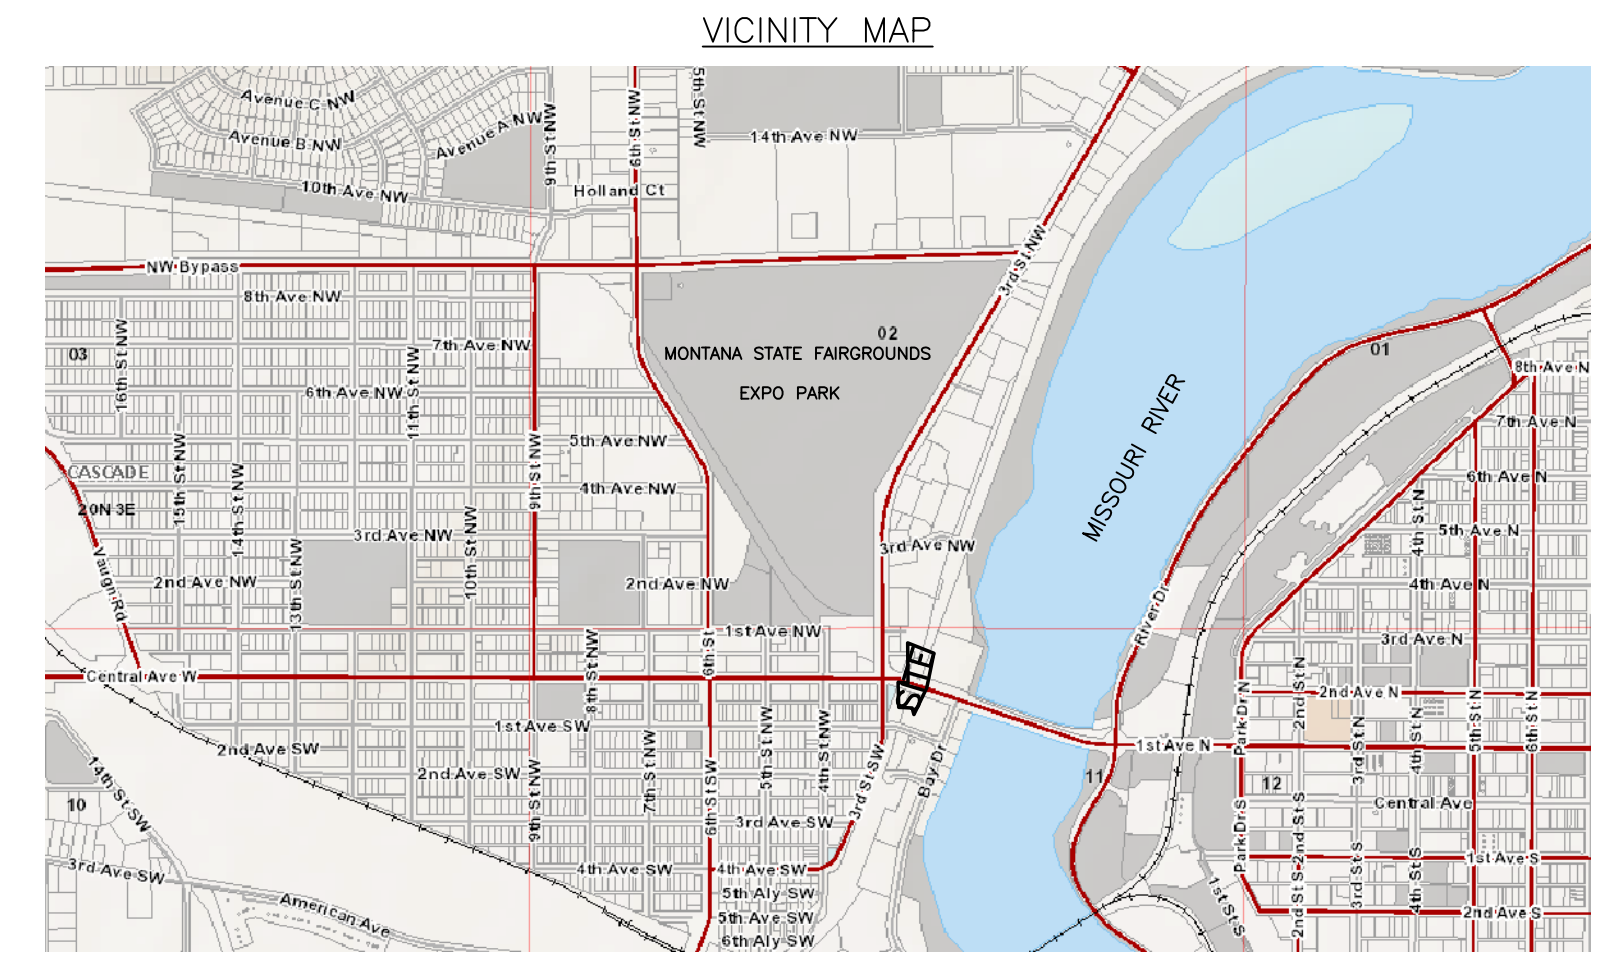 VICINITY MAP
Avenue C NW
Avenue B NW
Avenue A NW
9th St NW
6th St NW
5th St NW
14th Ave NW
10th Ave NW
Holland Ct
NW Bypass
3rd St NW
8th Ave NW
02
03
16th St NW
7th Ave NW
11th St NW
MONTANA STATE FAIRGROUNDS
EXPO PARK
01
8th Ave N
6th Ave NW
MISSOURI RIVER
7th Ave N
5th Ave NW
CASCADE
15th St NW
14th St NW
9th St NW
4th Ave NW
6th Ave N
20N 3E
10th St NW
3rd Ave NW
4th St N
5th Ave N
3rd Ave NW
Vaughn Rd
2nd Ave NW
13th St NW
2nd Ave NW
4th Ave N
River Dr
1st Ave NW
3rd Ave N
8th St NW
6th St
SITE
Central Ave W
2nd St N
2nd Ave N
Park Dr N
1st Ave SW
5th St NW
4th St NW
3rd St N
4th St N
5th St N
6th St N
2nd Ave SW
1st Ave N
7th St NW
2nd Ave SW
3rd St SW
Bay Dr
11
12
14th St SW
10
9th St NW
6th St SW
Central Ave
3rd Ave SW
Park Dr S
2nd St S
2nd St S
3rd St S
4th St S
3rd Ave SW
4th Ave SW
4th Ave SW
1st Ave S
5th Aly SW
1st St S
American Ave
5th Ave SW
2nd Ave S
6th Aly SW